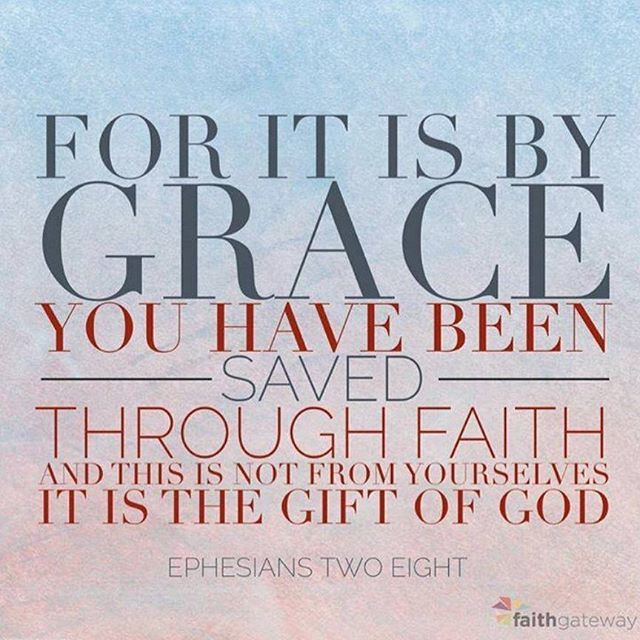 FOR IT IS BY
GRACE
YOU HAVE BEEN
SAVED
THROUGH FAITH
AND THIS IS NOT FROM YOURSELVES
IT IS THE GIFT OF GOD
EPHESIANS TWO EIGHT
faithgateway